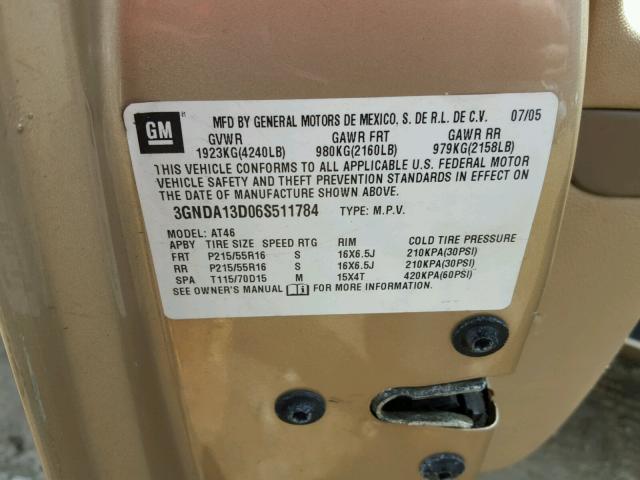 GM
MFD BY GENERAL MOTORS DE MEXICO, S. DE R.L. DE C.V. 07/05
GVWR GAWR FRT GAWR RR
1923KG(4240LB) 980KG(2160LB) 979KG(2158LB)
THIS VEHICLE CONFORMS TO ALL APPLICABLE U.S. FEDERAL MOTOR
VEHICLE SAFETY AND THEFT PREVENTION STANDARDS IN EFFECT ON
THE DATE OF MANUFACTURE SHOWN ABOVE.
3GNDA13D06S511784 TYPE: M.P.V.
MODEL: AT46
APBY TIRE SIZE SPEED RTG RIM COLD TIRE PRESSURE
FRT P215/55R16 S 16X6.5J 210KPA(30PSI)
RR P215/55R16 S 16X6.5J 210KPA(30PSI)
SPA T115/70D15 M 15X4T 420KPA(60PSI)
SEE OWNER'S MANUAL FOR MORE INFORMATION.